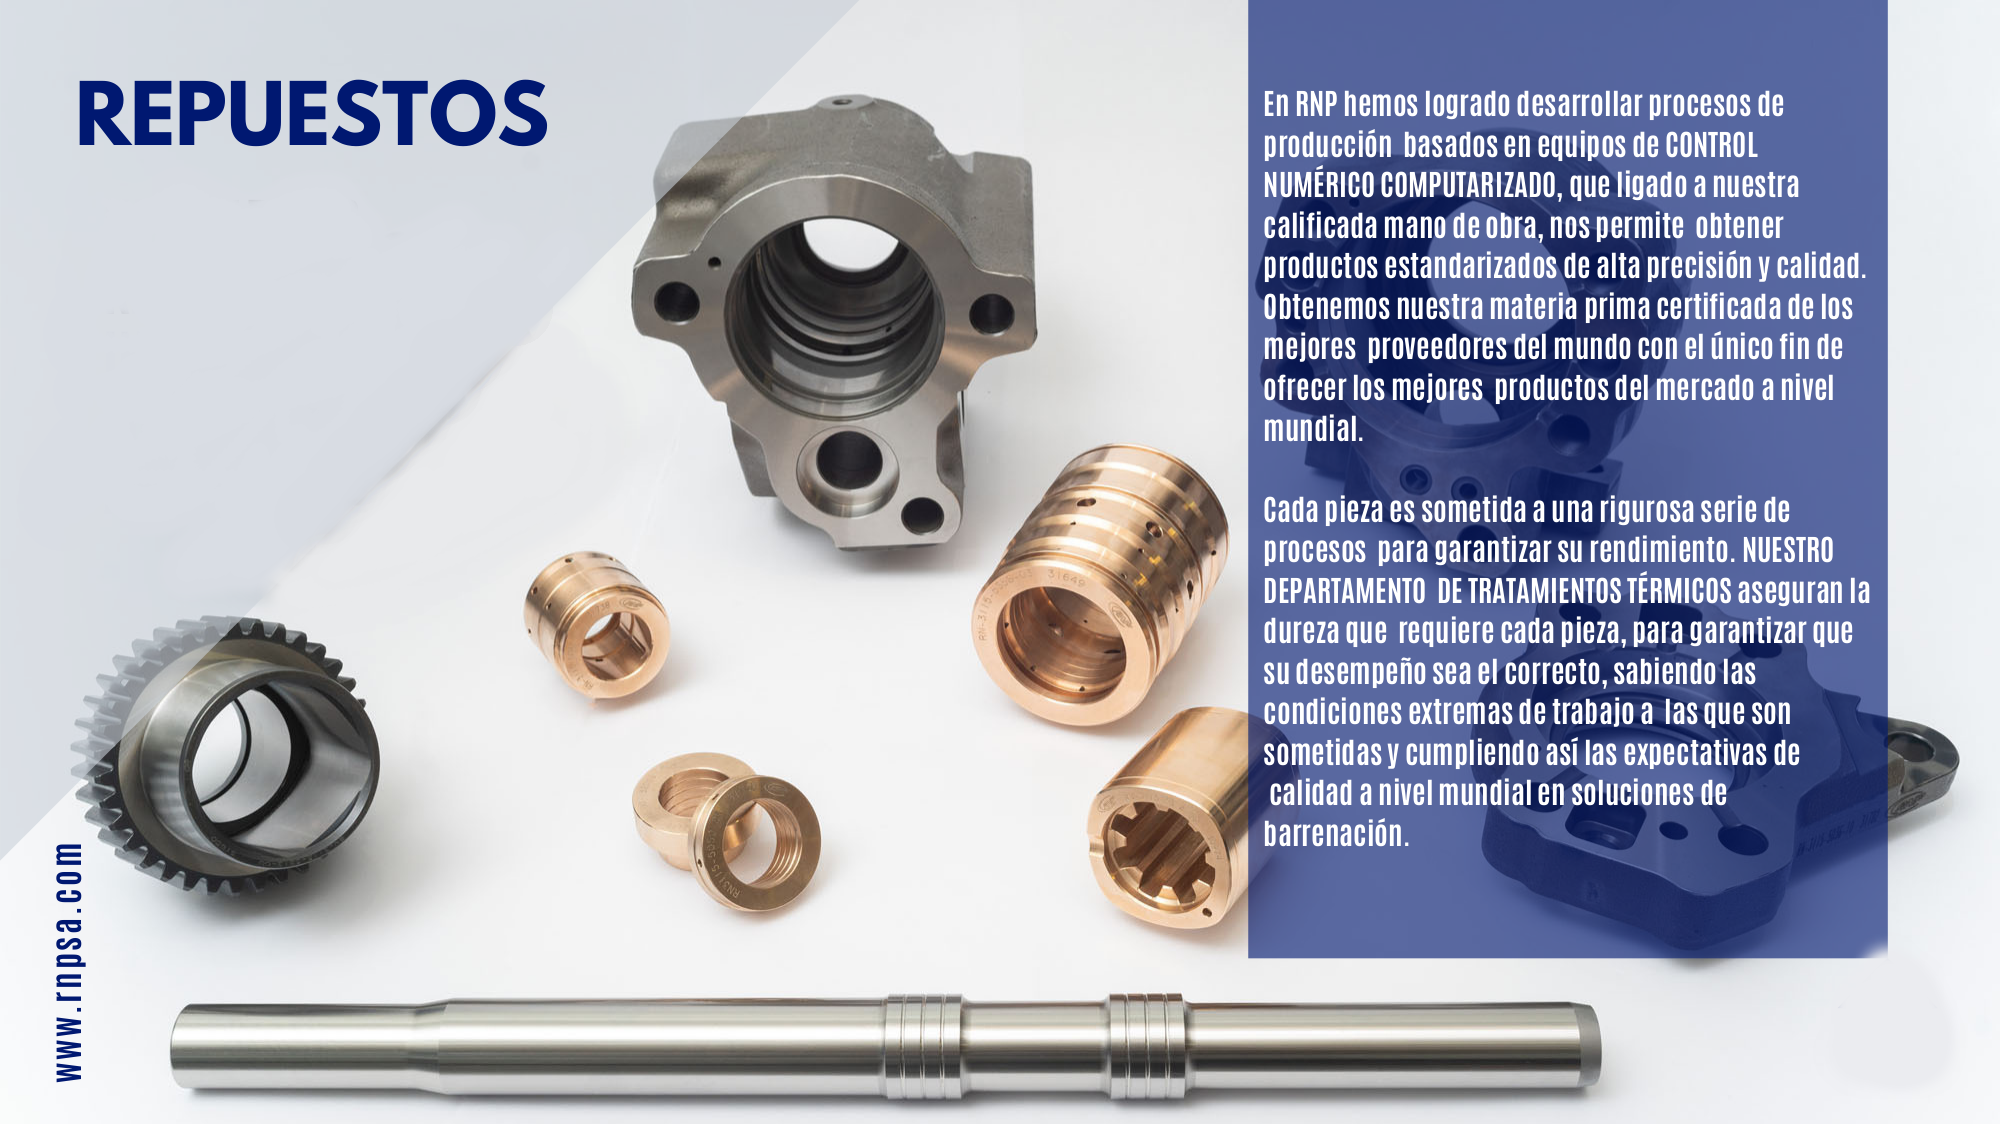 REPUESTOS
En RNP hemos logrado desarrollar procesos de
producción basados en equipos de CONTROL
NUMÉRICO COMPUTARIZADO, que ligado a nuestra
calificada mano de obra, nos permite obtener
productos estandarizados de alta precisión y calidad.
Obtenemos nuestra materia prima certificada de los
mejores proveedores del mundo con el único fin de
ofrecer los mejores productos del mercado a nivel
mundial.
Cada pieza es sometida a una rigurosa serie de
procesos para garantizar su rendimiento. NUESTRO
DEPARTAMENTO DE TRATAMIENTOS TÉRMICOS aseguran la
dureza que requiere cada pieza, para garantizar que
su desempeño sea el correcto, sabiendo las
condiciones extremas de trabajo a las que son
sometidas y cumpliendo así las expectativas de
calidad a nivel mundial en soluciones de
barrenación.
www.rnpsa.com
31649